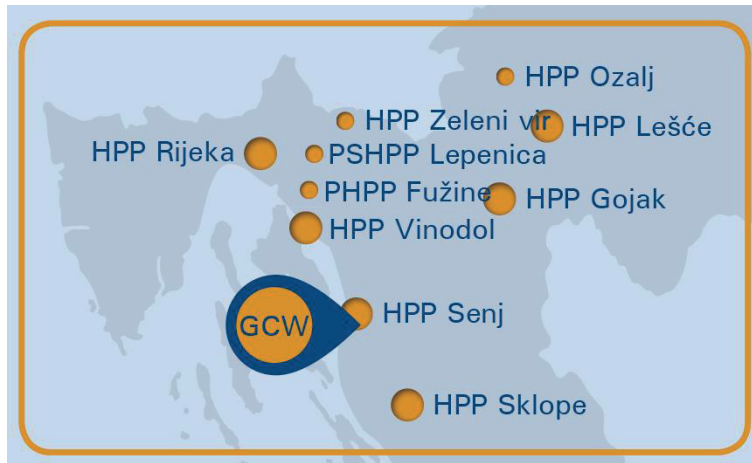 HPP Ozalj
HPP Zeleni vir
HPP Lešće
HPP Rijeka
PSHPP Lepenica
PHPP Fužine
HPP Gojak
HPP Vinodol
GCW
HPP Senj
HPP Sklope